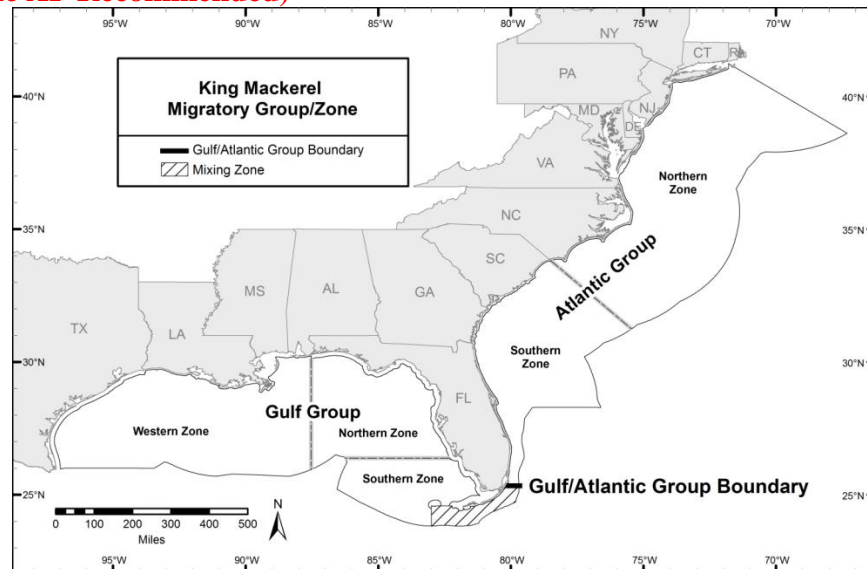 Recommended)
95°W
90°W
85°W
80°W
75°W
70°W
King Mackerel
Migratory Group/Zone
Gulf/Atlantic Group Boundary
Mixing Zone
NY
CT
RI
PA
40°N
40°N
NJ
MD
DE
VA
Northern
Zone
NC
35°N
35°N
SC
Atlantic Group
MS
AL
GA
TX
LA
30°N
30°N
Southern
Zone
FL
Gulf Group
Western Zone
Northern Zone
Southern Zone
Gulf/Atlantic Group Boundary
25°N
25°N
N
0 100 200 300 400 500
Miles
95°W
90°W
85°W
80°W
75°W
70°W